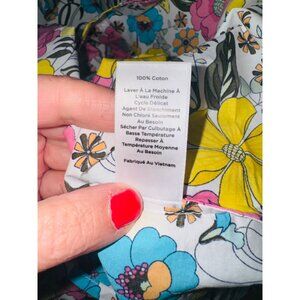 100% Coton
Laver À La Machine À
L'eau Froide
Cycle Délicat
Agent De Blanchiment
Non Chloré Seulement
Au Besoin
Sécher Par Culbutage À
Basse Température
Repasser À
Température Moyenne
Au Besoin
Fabriqué Au Vietnam